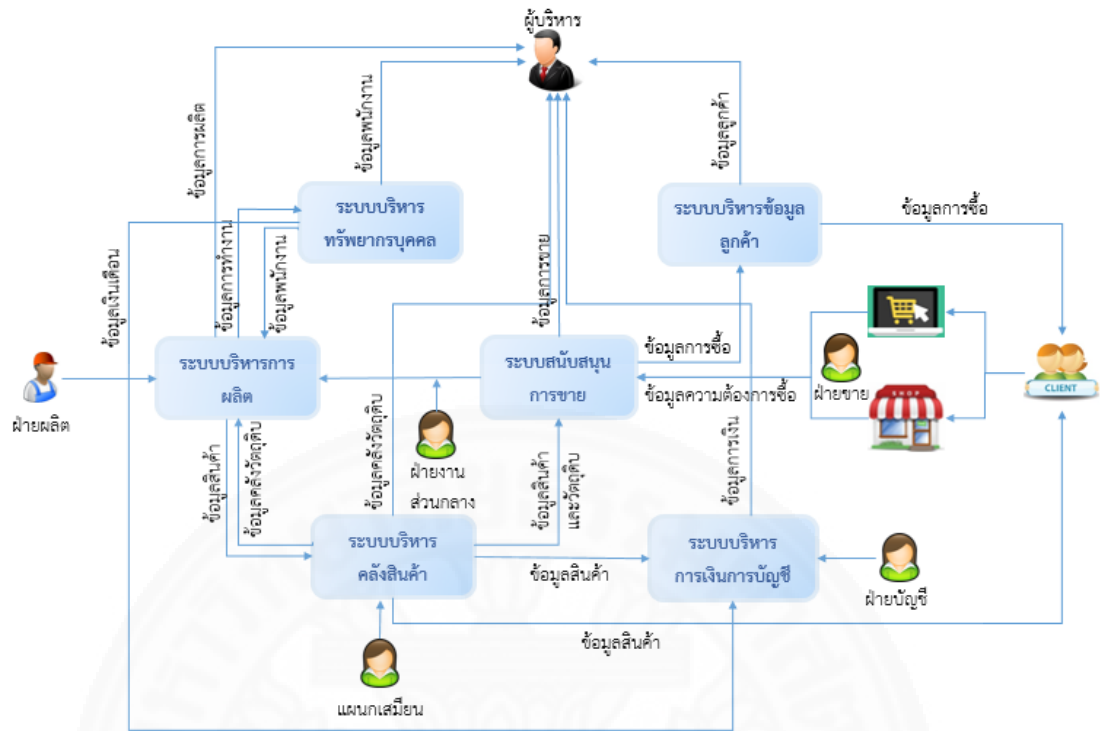 ผู้บริหาร
ข้อมูลการผลิต
ข้อมูลพนักงาน
ข้อมูลลูกค้า
ระบบบริหาร
ทรัพยากรบุคคล
ระบบบริหารข้อมูล
ลูกค้า
ข้อมูลการซื้อ
ข้อมูลเงินเดือน
ข้อมูลการทำงาน
ข้อมูลพนักงาน
ข้อมูลการขาย
ระบบบริหารการ
ผลิต
ระบบสนับสนุน
การขาย
ข้อมูลการซื้อ
ข้อมูลความต้องการซื้อ
ฝ่ายขาย
SHOP
CLIENT
ฝ่ายผลิต
ฝ่ายงาน
ส่วนกลาง
ข้อมูลสินค้า
ข้อมูลคลังวัตถุดิบ
ข้อมูลคลังวัตถุดิบ
ข้อมูลสินค้า
และวัตถุดิบ
ข้อมูลการเงิน
ระบบบริหาร
คลังสินค้า
ข้อมูลสินค้า
ระบบบริหาร
การเงินการบัญชี
ฝ่ายบัญชี
ข้อมูลสินค้า
แผนกเสมียน